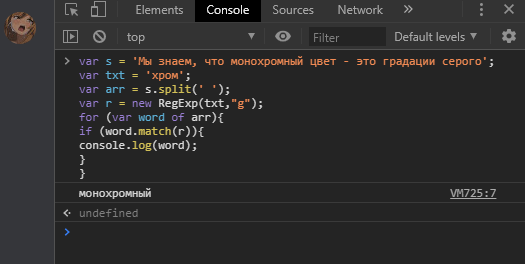 Elements Console Sources Network
top Filter Default levels
var s = 'Мы знаем, что монохромный цвет - это градации серого';
var txt = 'хром';
var arr = s.split(' ');
var r = new RegExp(txt,"g");
for (var word of arr){
if (word.match(r)){
console.log(word);
}
}
монохромный VM725:7
undefined